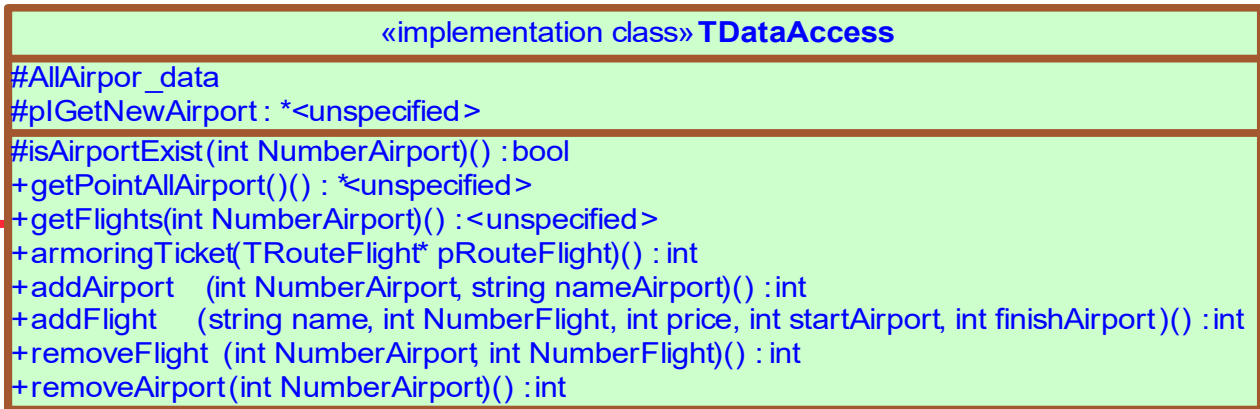 «implementation class» TDataAccess
#AllAirpor_data
#pIGetNewAirport : *<unspecified>
#isAirportExist(int NumberAirport)() : bool
+getPointAllAirport()() : *<unspecified>
+getFlights(int NumberAirport)() : <unspecified>
+armoringTicket(TRouteFlight* pRouteFlight)() : int
+addAirport (int NumberAirport, string nameAirport)() : int
+addFlight (string name, int NumberFlight, int price, int startAirport, int finishAirport)() : int
+removeFlight (int NumberAirport, int NumberFlight)() : int
+removeAirport(int NumberAirport)() : int